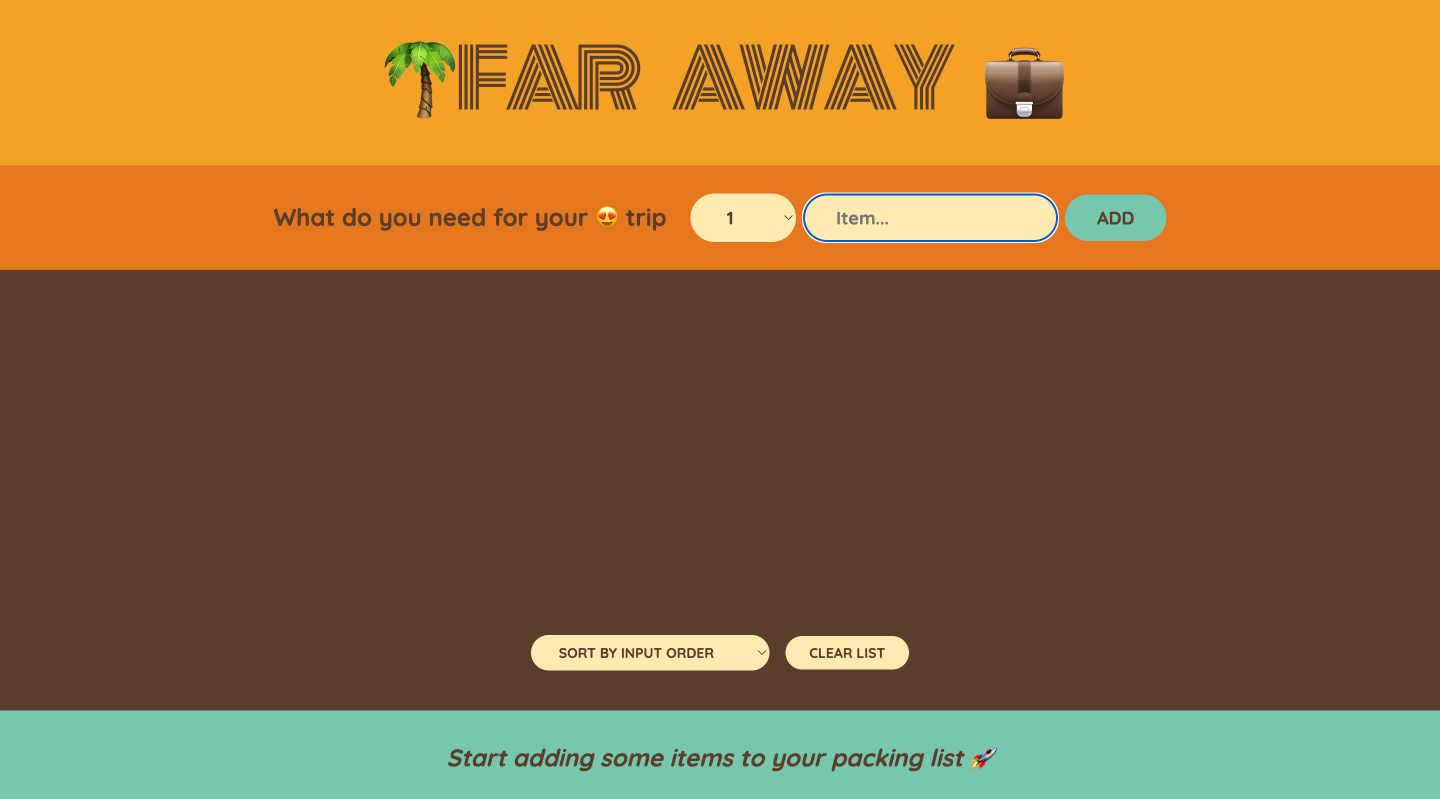 🌴FAR AWAY 💼
What do you need for your 😍 trip
1
Item...
ADD
SORT BY INPUT ORDER
CLEAR LIST
Start adding some items to your packing list 🚀